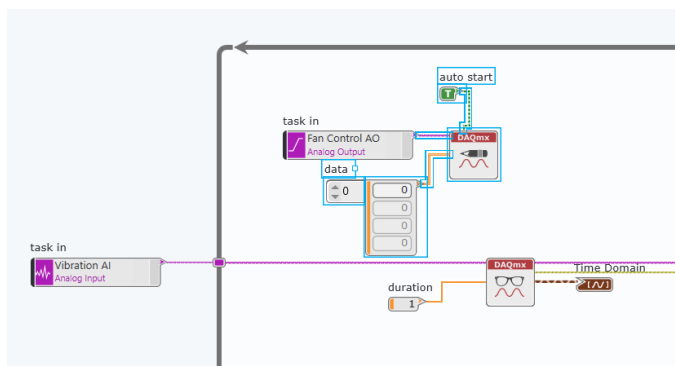 auto start
T
task in
DAQmx
Fan Control AO
Analog Output
data
0
0
0
0
0
task in
Vibration AI
Analog Input
DAQmx
Time Domain
duration
1